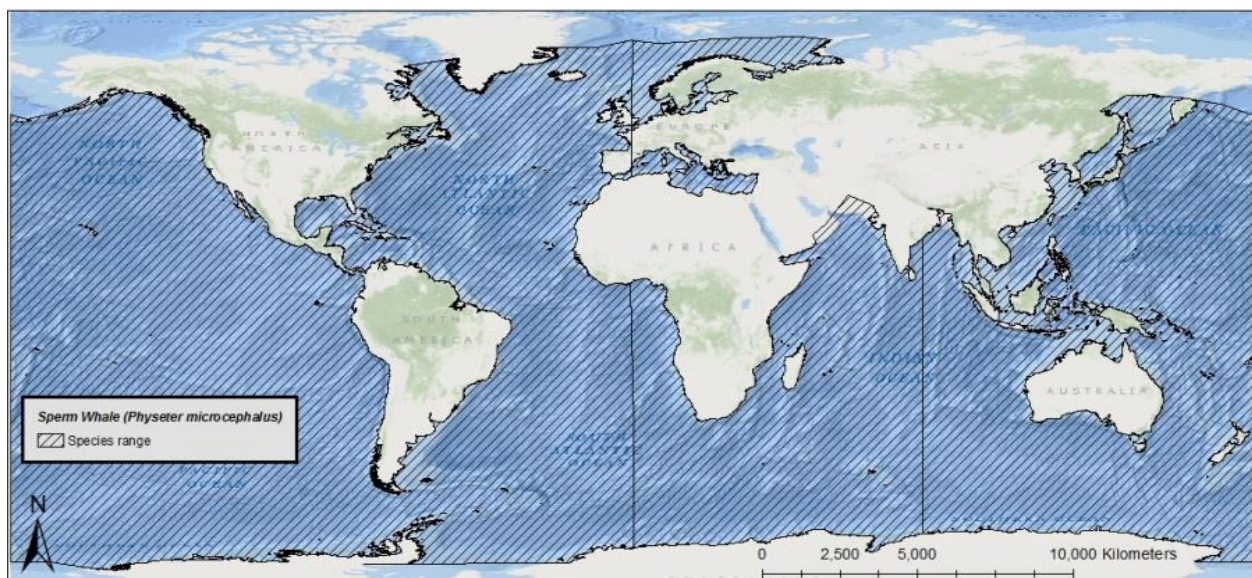 NORTH
PACIFIC
OCEAN
NORTH
AMERICA
NORTH
ATLANTIC
OCEAN
EUROPE
ASIA
AFRICA
PACIFIC OCEAN
SOUTH
AMERICA
INDIAN
OCEAN
AUSTRALIA
Sperm Whale (Physeter microcephalus)
Species range
SOUTH
ATLANTIC
OCEAN
PACIFIC
OCEAN
N
0 2,500 5,000 10,000 Kilometers